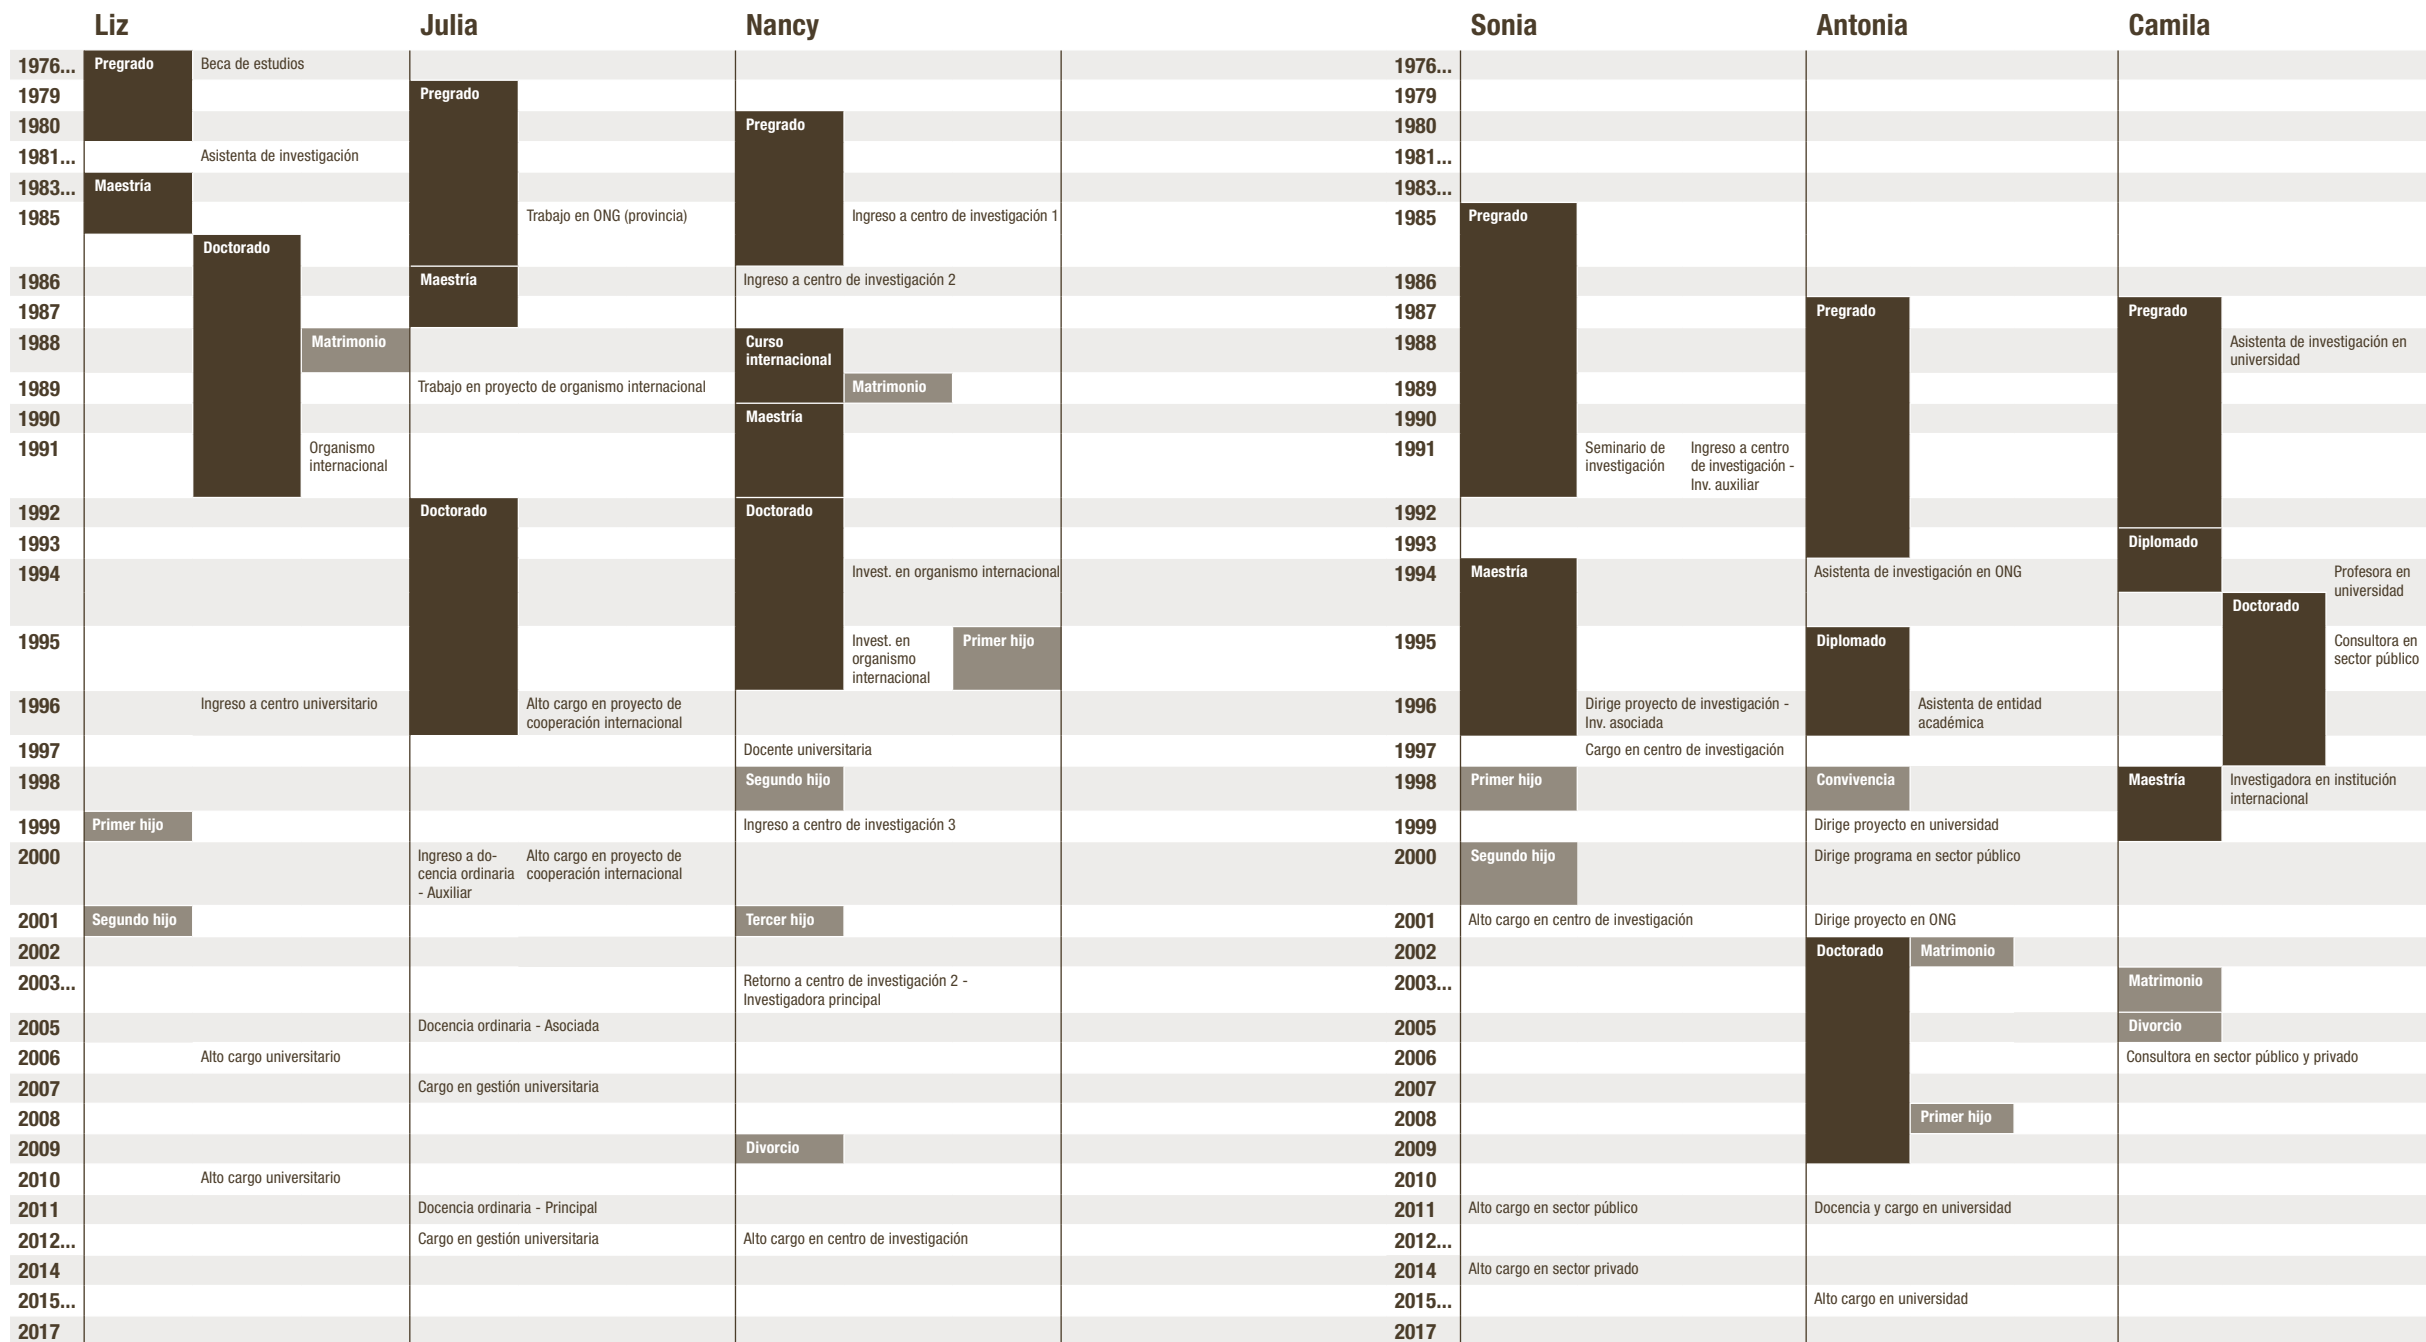 Liz Julia Nancy Sonia Antonia Camila
1976... Pregrado Beca de estudios 1976...
1979 Pregrado 1979
1980 Pregrado 1980
1981... Asistenta de investigación 1981...
1983... Maestría 1983...
1985 Trabajo en ONG (provincia) Ingreso a centro de investigación 1 1985 Pregrado
Doctorado
1986 Maestría Ingreso a centro de investigación 2 1986
1987 1987 Pregrado Pregrado
1988 Matrimonio Curso 1988 Asistenta de investigación en
internacional universidad
1989 Trabajo en proyecto de organismo internacional Matrimonio 1989
1990 Maestría 1990
1991 Organismo 1991 Seminario de Ingreso a centro
internacional investigación de investigación -
Inv. auxiliar
1992 Doctorado Doctorado 1992
1993 1993 Diplomado
1994 Invest. en organismo internacional 1994 Maestría Asistenta de investigación en ONG Profesora en
universidad
Doctorado
1995 Invest. en Primer hijo 1995 Diplomado Consultora en
organismo sector público
internacional
1996 Ingreso a centro universitario Alto cargo en proyecto de 1996 Dirige proyecto de investigación - Asistenta de entidad
cooperación internacional Inv. asociada académica
1997 Docente universitaria 1997 Cargo en centro de investigación
1998 Segundo hijo 1998 Primer hijo Convivencia Maestría Investigadora en institución
internacional
1999 Primer hijo Ingreso a centro de investigación 3 1999 Dirige proyecto en universidad
2000 Ingreso a do- Alto cargo en proyecto de 2000 Segundo hijo Dirige programa en sector público
cencia ordinaria cooperación internacional
- Auxiliar
2001 Segundo hijo Tercer hijo 2001 Alto cargo en centro de investigación Dirige proyecto en ONG
2002 2002 Doctorado Matrimonio
2003... Retorno a centro de investigación 2 - 2003... Matrimonio
Investigadora principal
2005 Docencia ordinaria - Asociada 2005 Divorcio
2006 Alto cargo universitario 2006 Consultora en sector público y privado
2007 Cargo en gestión universitaria 2007
2008 2008 Primer hijo
2009 Divorcio 2009
2010 Alto cargo universitario 2010
2011 Docencia ordinaria - Principal 2011 Alto cargo en sector público Docencia y cargo en universidad
2012... Cargo en gestión universitaria Alto cargo en centro de investigación 2012...
2014 2014 Alto cargo en sector privado
2015... 2015... Alto cargo en universidad
2017 2017